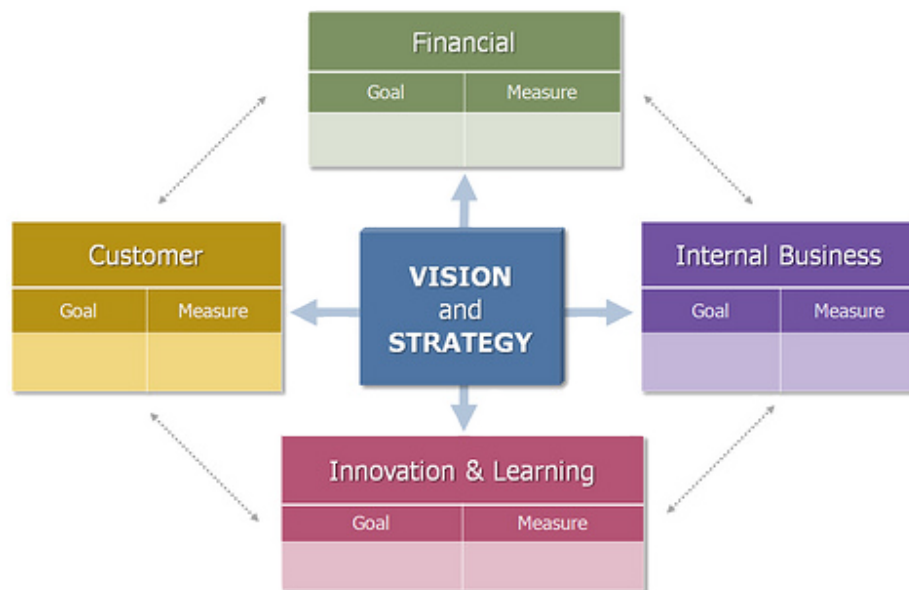 Financial
Goal Measure
Customer
Goal Measure
VISION
and
STRATEGY
Internal Business
Goal Measure
Innovation & Learning
Goal Measure